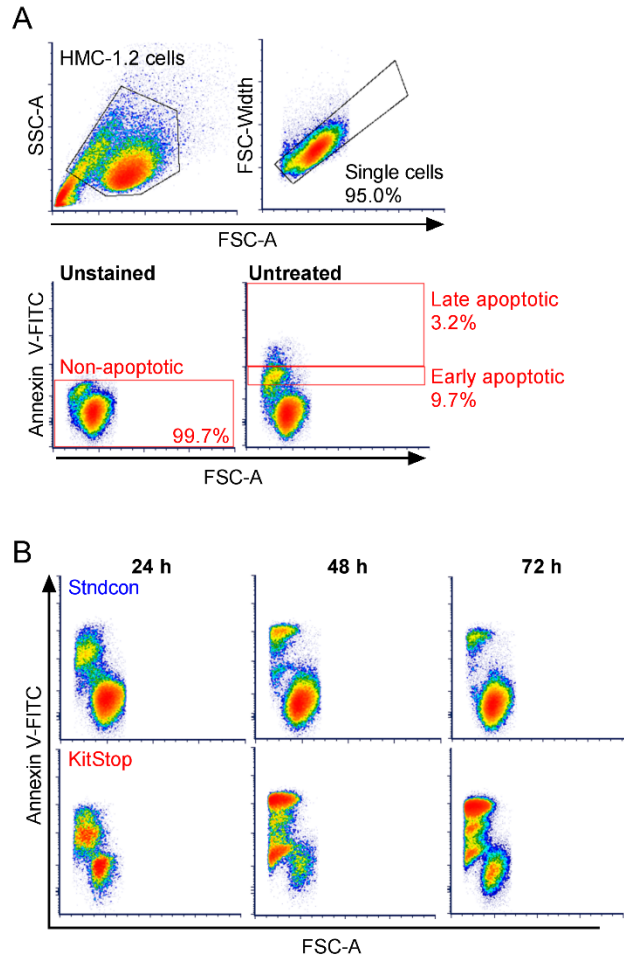 A
HMC-1.2 cells
SSC-A
FSC-Width
Single cells
95.0%
FSC-A
Unstained
Untreated
Annexin V-FITC
Non-apoptotic
99.7%
Late apoptotic
3.2%
Early apoptotic
9.7%
FSC-A
B
24 h
48 h
72 h
Stndcon
KitStop
Annexin V-FITC
FSC-A